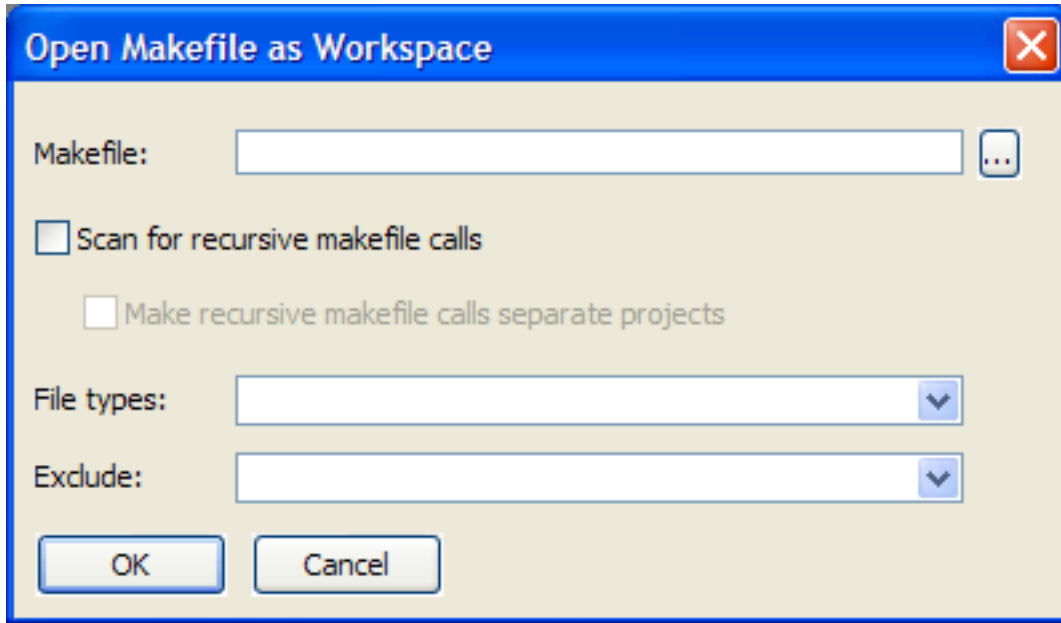 Open Makefile as Workspace
Makefile:
...
Scan for recursive makefile calls
Make recursive makefile calls separate projects
File types:
Exclude:
OK Cancel